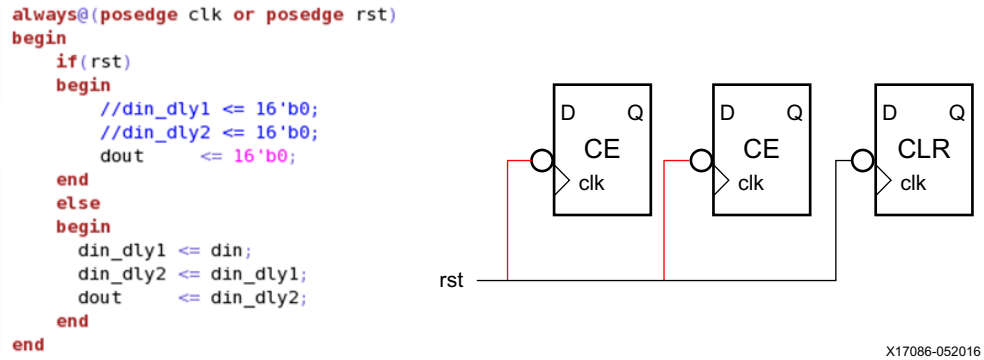 always@(posedge clk or posedge rst)
begin
if(rst)
begin
//din_dly1 <= 16'b0;
//din_dly2 <= 16'b0;
dout <= 16'b0;
end
else
begin
din_dly1 <= din;
din_dly2 <= din_dly1;
dout <= din_dly2;
end
end
D Q
CE
clk
D Q
CE
clk
D Q
CLR
clk
rst
X17086-052016